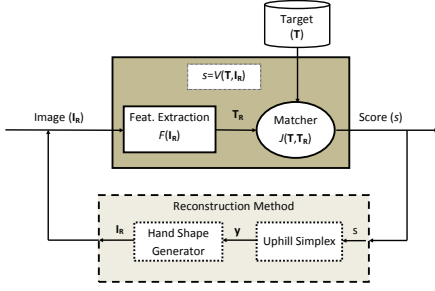 Target
(T)
s=V(T,I_R)
Image (I_R)
Feat. Extraction
F(I_R)
T_R
Matcher
J(T,T_R)
Score (s)
Reconstruction Method
I_R
Hand Shape
Generator
y
Uphill Simplex
s